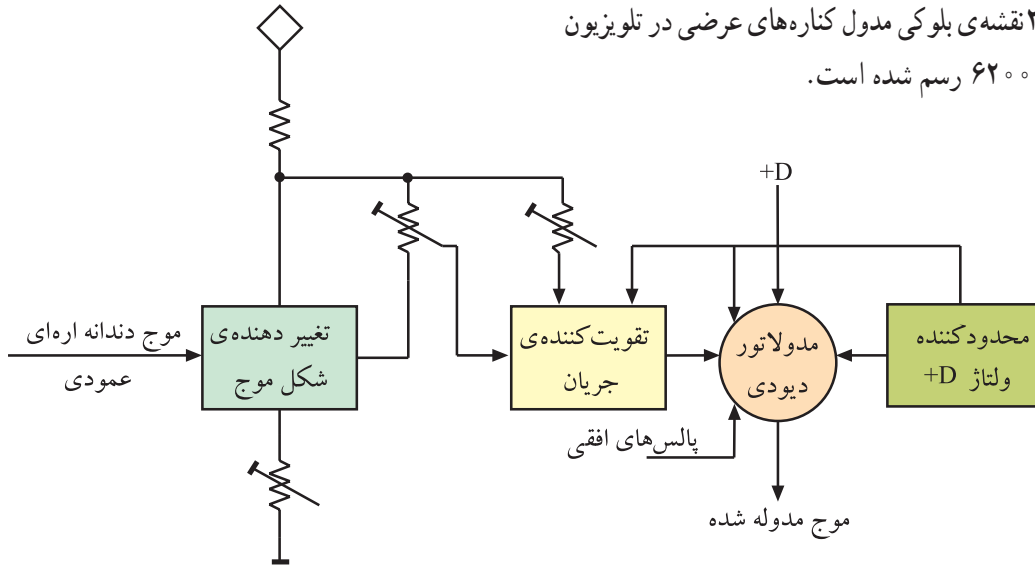 نقشه‌ی بلوکی مدول کناره‌های عرضی در تلویزیون
۶۲۰۰ رسم شده است.
+D
موج دندانه اره‌ای
عمودی
تغییر دهنده‌ی
شکل موج
تقویت‌کننده‌ی
جریان
مدولاتور
دیودی
محدودکننده
ولتاژ +D
پالس‌های افقی
موج مدوله شده